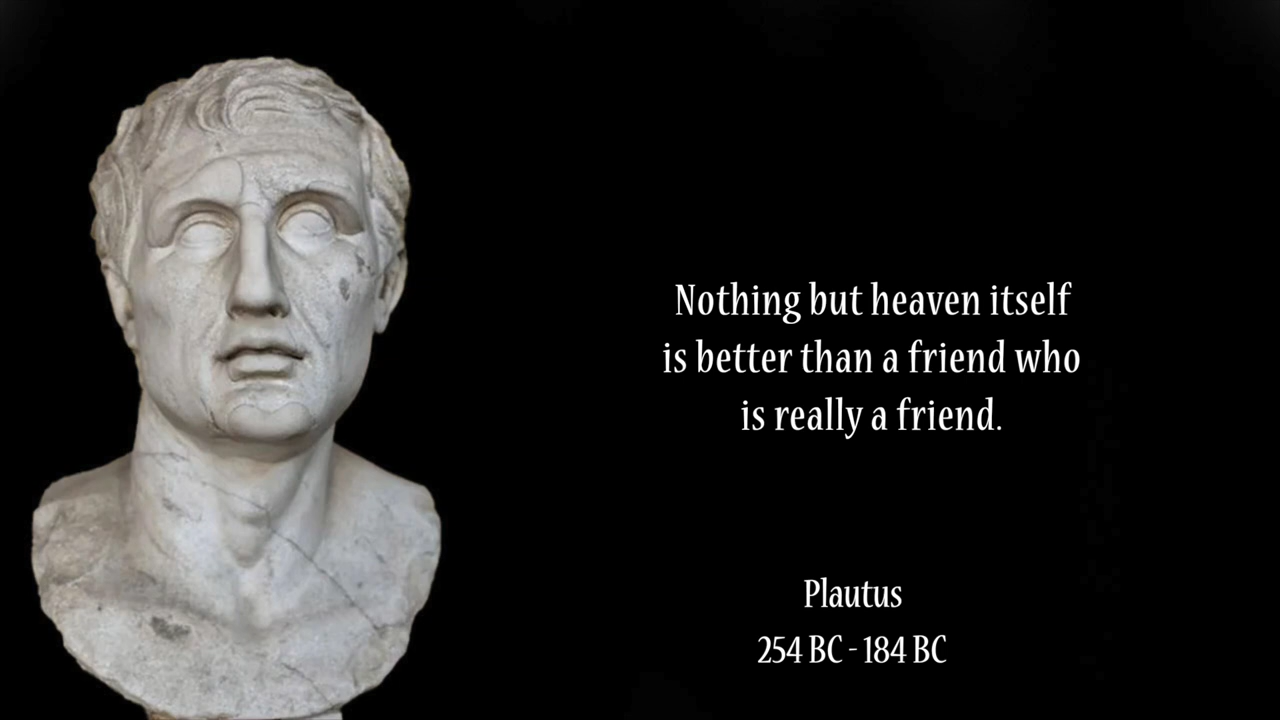 Nothing but heaven itself
is better than a friend who
is really a friend.
Plautus
254 BC - 184 BC